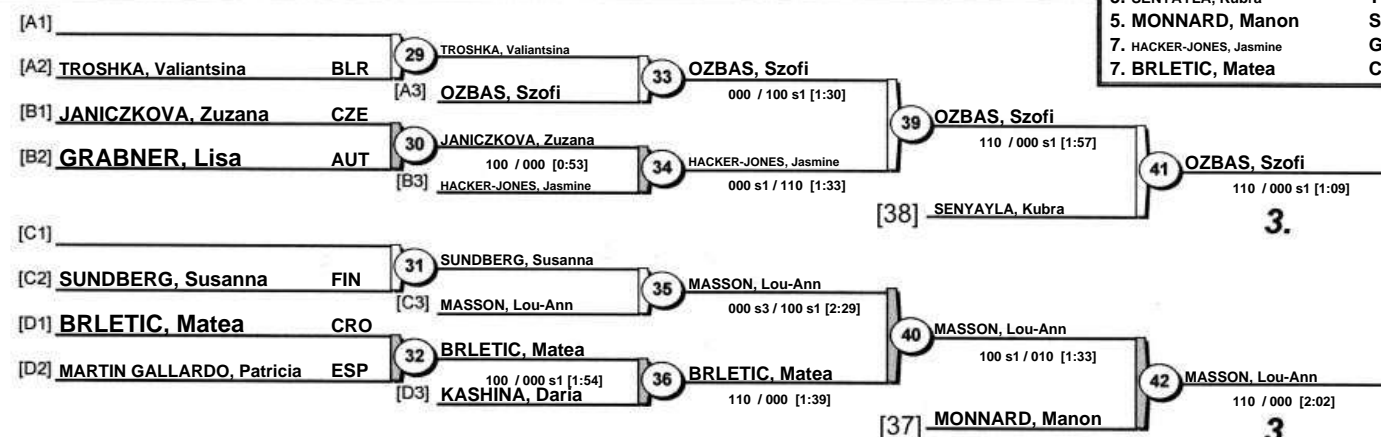 5. MONNARD, Manon S
7. HACKER-JONES, Jasmine G
7. BRLETIC, Matea C
[A1]
[A2] TROSHKA, Valiantsina BLR
29
TROSHKA, Valiantsina
[A3] OZBAS, Szofi
33
OZBAS, Szofi
000 / 100 s1 [1:30]
[B1] JANICZKOVA, Zuzana CZE
[B2] GRABNER, Lisa AUT
30
JANICZKOVA, Zuzana
100 / 000 [0:53]
[B3] HACKER-JONES, Jasmine
34
HACKER-JONES, Jasmine
000 s1 / 110 [1:33]
39
OZBAS, Szofi
110 / 000 s1 [1:57]
[38] SENYAYLA, Kubra
41
OZBAS, Szofi
110 / 000 s1 [1:09]
3.
[C1]
[C2] SUNDBERG, Susanna FIN
31
SUNDBERG, Susanna
[C3] MASSON, Lou-Ann
35
MASSON, Lou-Ann
000 s3 / 100 s1 [2:29]
[D1] BRLETIC, Matea CRO
[D2] MARTIN GALLARDO, Patricia ESP
32
BRLETIC, Matea
100 / 000 s1 [1:54]
[D3] KASHINA, Daria
36
BRLETIC, Matea
110 / 000 [1:39]
40
MASSON, Lou-Ann
100 s1 / 010 [1:33]
[37] MONNARD, Manon
42
MASSON, Lou-Ann
110 / 000 [2:02]
3